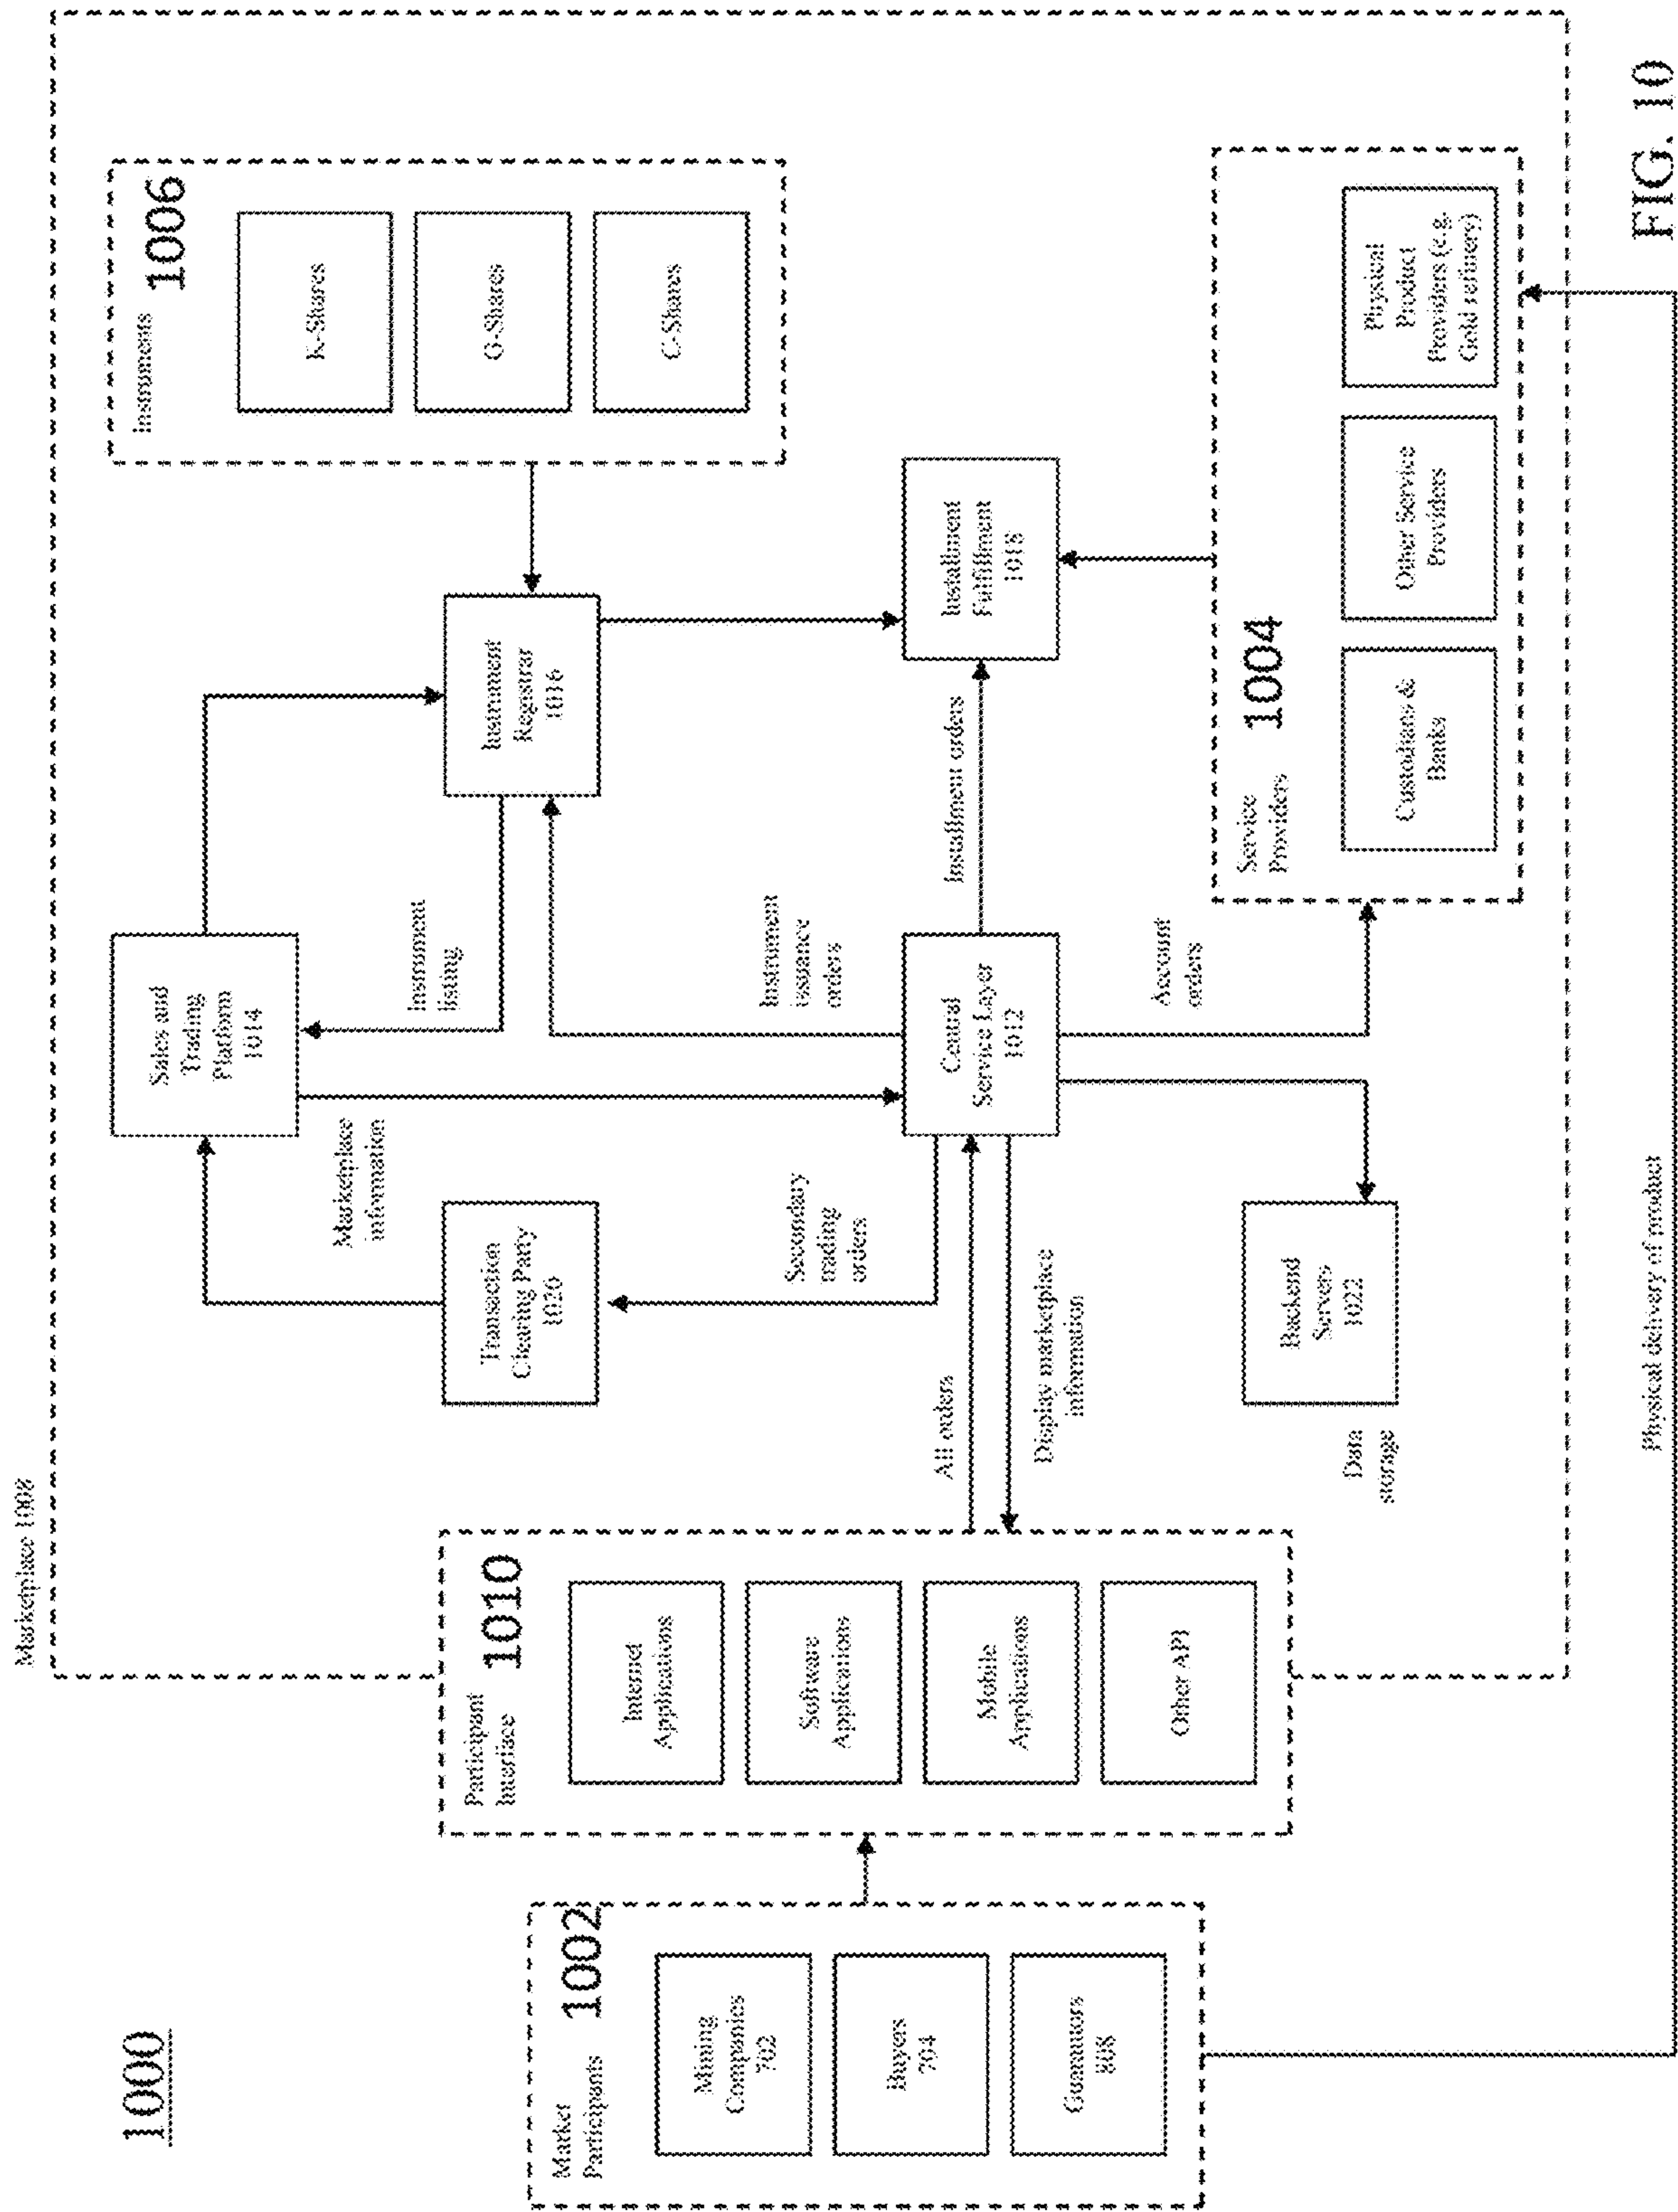 1000
Marketplace 1008
Market
Participants
1002
Mining
Companies
702
Buyers
704
Guarantors
808
Participant
Interface
1010
Internet
Applications
Software
Applications
Mobile
Applications
Other API
All orders
Display marketplace
information
Transaction
Clearing Party
1020
Marketplace
information
Secondary
trading
orders
Backend
Servers
1022
Data
storage
Sales and
Trading
Platform
1014
Instrument
listing
Instrument
issuance
orders
Central
Service Layer
1012
Account
orders
Installment orders
Instrument
Registrar
1016
Installment
Fulfillment
1018
Instruments
1006
K-Shares
G-Shares
C-Shares
Service
Providers
1004
Custodians &
Banks
Other Service
Providers
Physical
Product
Providers (e.g.
Gold refinery)
Physical delivery of product
FIG. 10